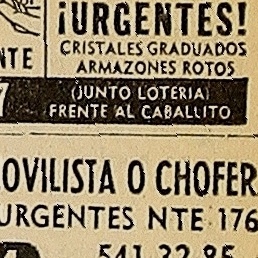 ¡URGENTES!
CRISTALES GRADUADOS
ARMAZONES ROTOS
NTE
7
(JUNTO LOTERIA)
FRENTE AL CABALLITO
OVILISTA O CHOFER
URGENTES NTE 176
541 32 85